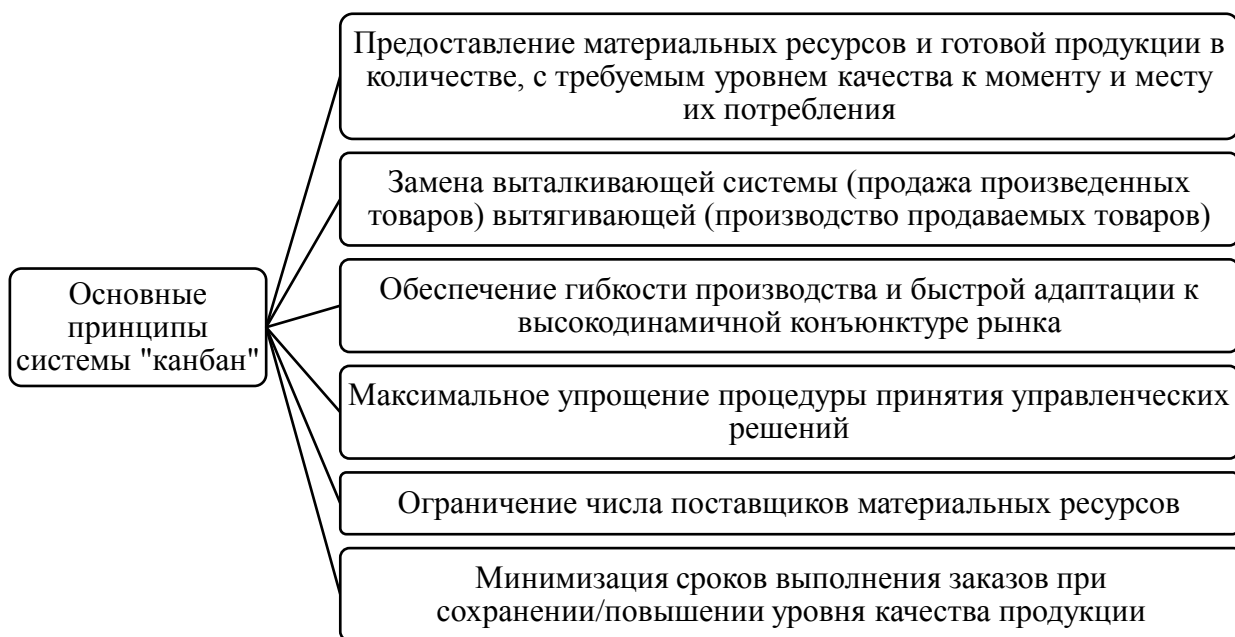 Основные
принципы
системы "канбан"
Предоставление материальных ресурсов и готовой продукции в
количестве, с требуемым уровнем качества к моменту и месту
их потребления
Замена выталкивающей системы (продажа произведенных
товаров) вытягивающей (производство продаваемых товаров)
Обеспечение гибкости производства и быстрой адаптации к
высокодинамичной конъюнктуре рынка
Максимальное упрощение процедуры принятия управленческих
решений
Ограничение числа поставщиков материальных ресурсов
Минимизация сроков выполнения заказов при
сохранении/повышении уровня качества продукции